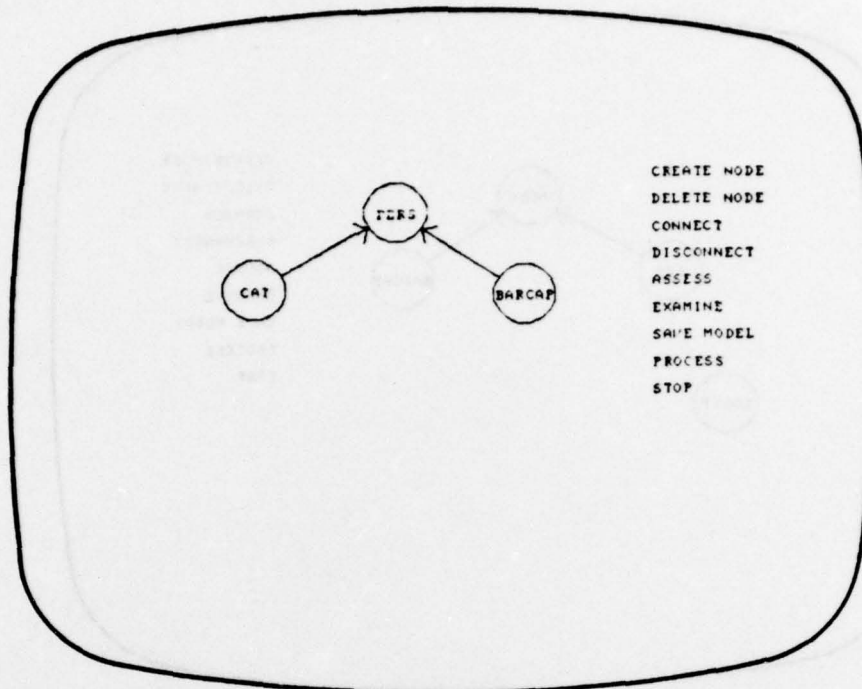 CREATE NODE
DELETE NODE
PERS
CONNECT
DISCONNECT
CAT
BARCAP
ASSESS
EXAMINE
SAVE MODEL
PROCESS
STOP